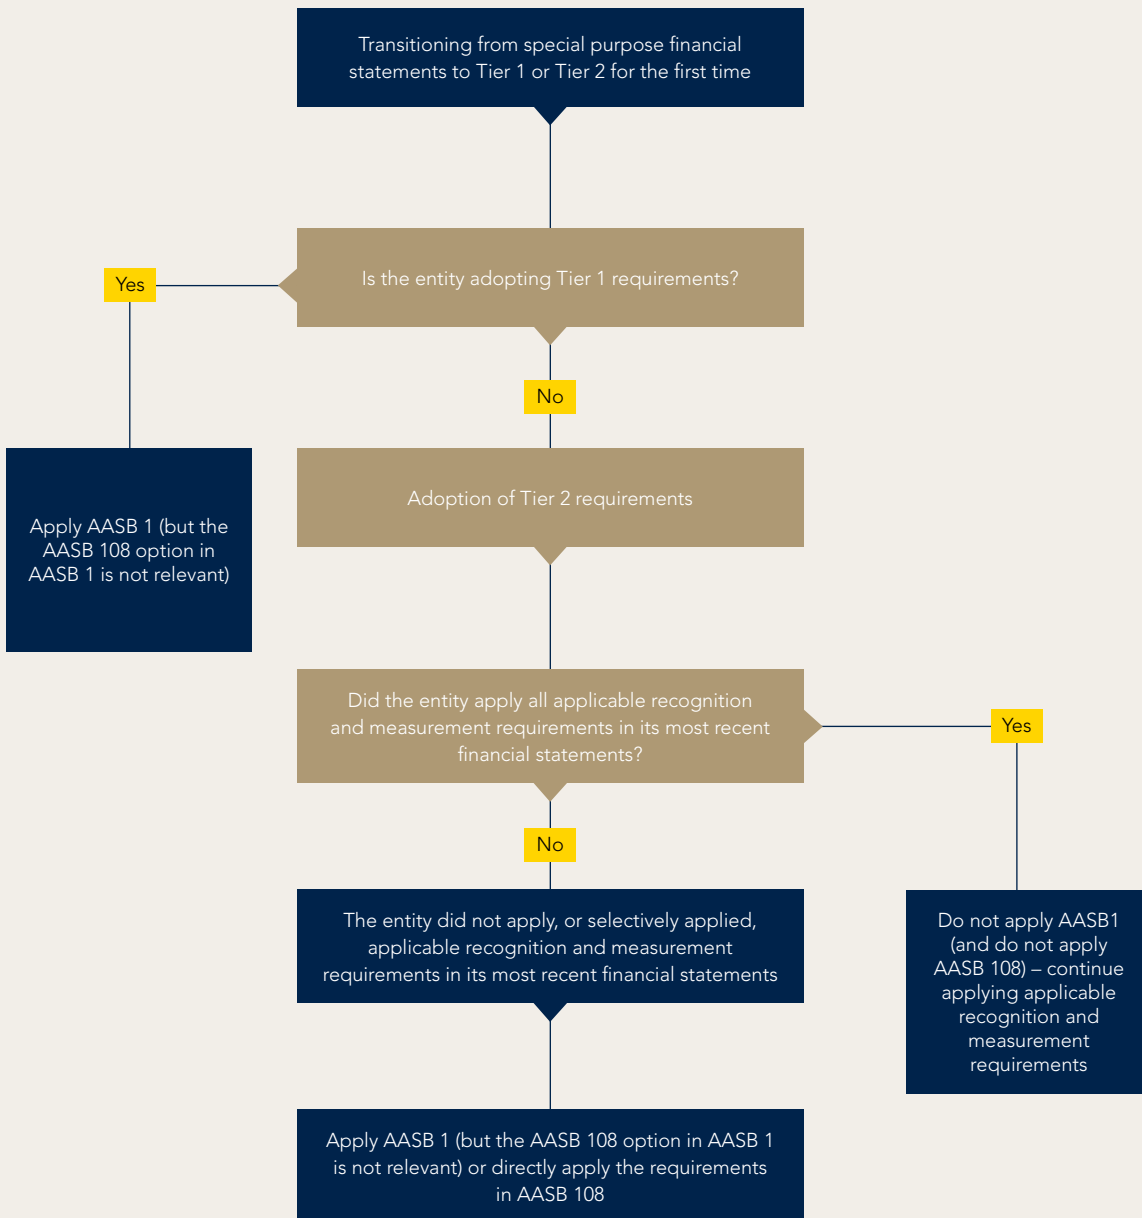 Transitioning from special purpose financial
statements to Tier 1 or Tier 2 for the first time
Is the entity adopting Tier 1 requirements?
Yes
No
Apply AASB 1 (but the
AASB 108 option in
AASB 1 is not relevant)
Adoption of Tier 2 requirements
Did the entity apply all applicable recognition
and measurement requirements in its most recent
financial statements?
Yes
No
The entity did not apply, or selectively applied,
applicable recognition and measurement
requirements in its most recent financial statements
Do not apply AASB1
(and do not apply
AASB 108) – continue
applying applicable
recognition and
measurement
requirements
Apply AASB 1 (but the AASB 108 option in AASB 1
is not relevant) or directly apply the requirements
in AASB 108